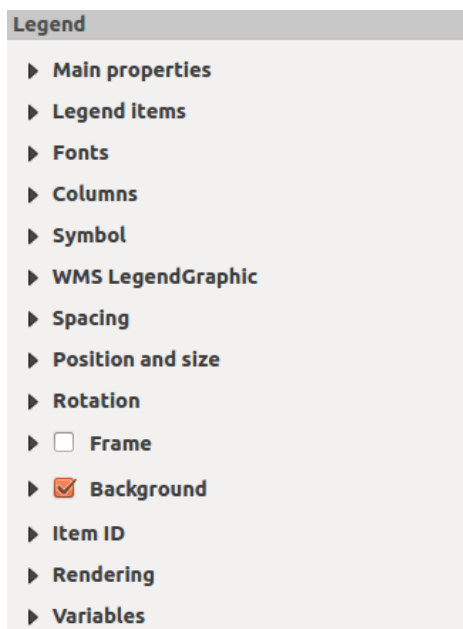 Legend
Main properties
Legend items
Fonts
Columns
Symbol
WMS LegendGraphic
Spacing
Position and size
Rotation
Frame
Background
Item ID
Rendering
Variables